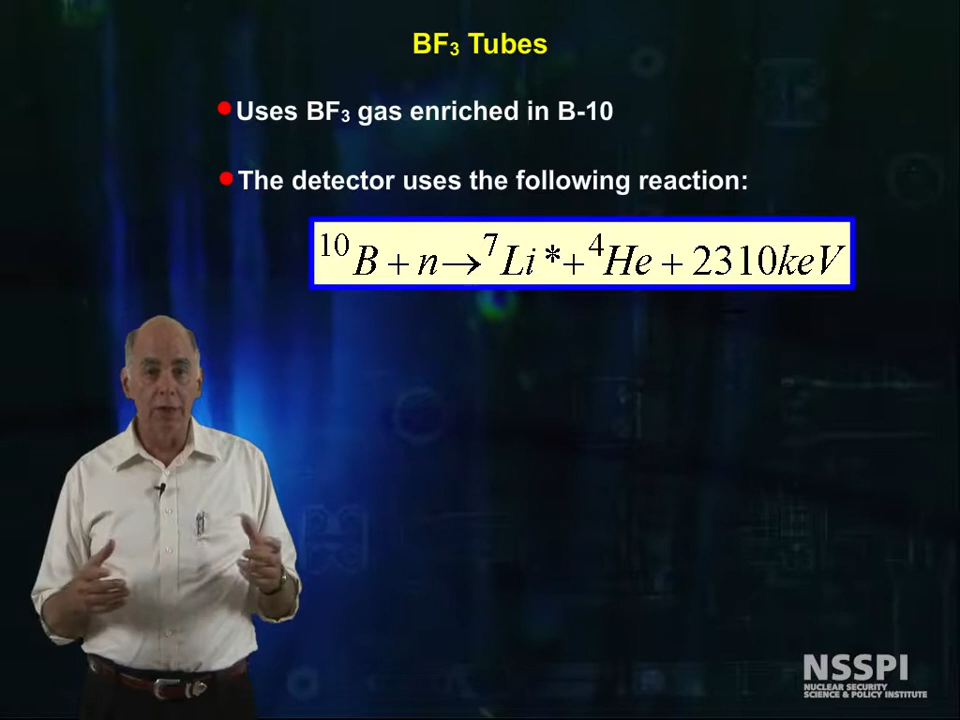 BF₃ Tubes
Uses BF₃ gas enriched in B-10
The detector uses the following reaction:
¹⁰B + n → ⁷Li* + ⁴He + 2310keV
NSSPI
NUCLEAR SECURITY
SCIENCE & POLICY INSTITUTE